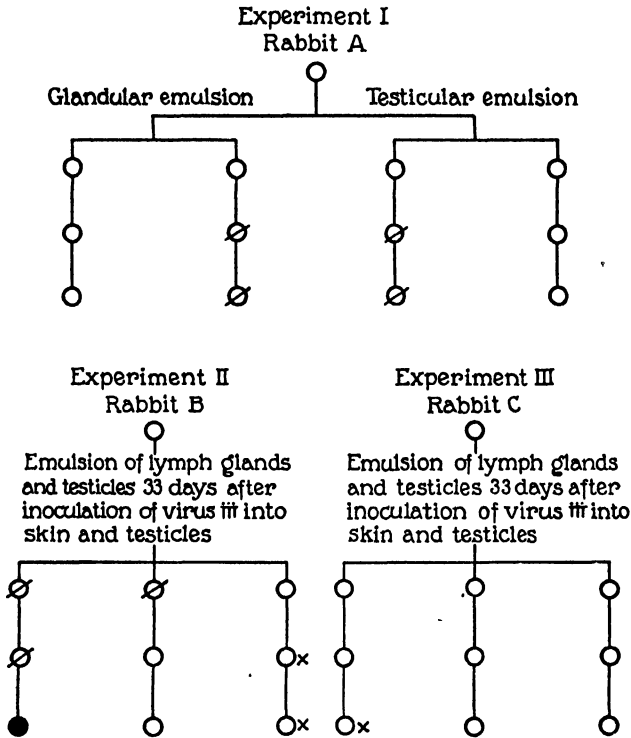 Experiment I
Rabbit A
Glandular emulsion
Testicular emulsion
Experiment II
Rabbit B
Emulsion of lymph glands
and testicles 33 days after
inoculation of virus III into
skin and testicles
x
x
Experiment III
Rabbit C
Emulsion of lymph glands
and testicles 33 days after
inoculation of virus III into
skin and testicles
x